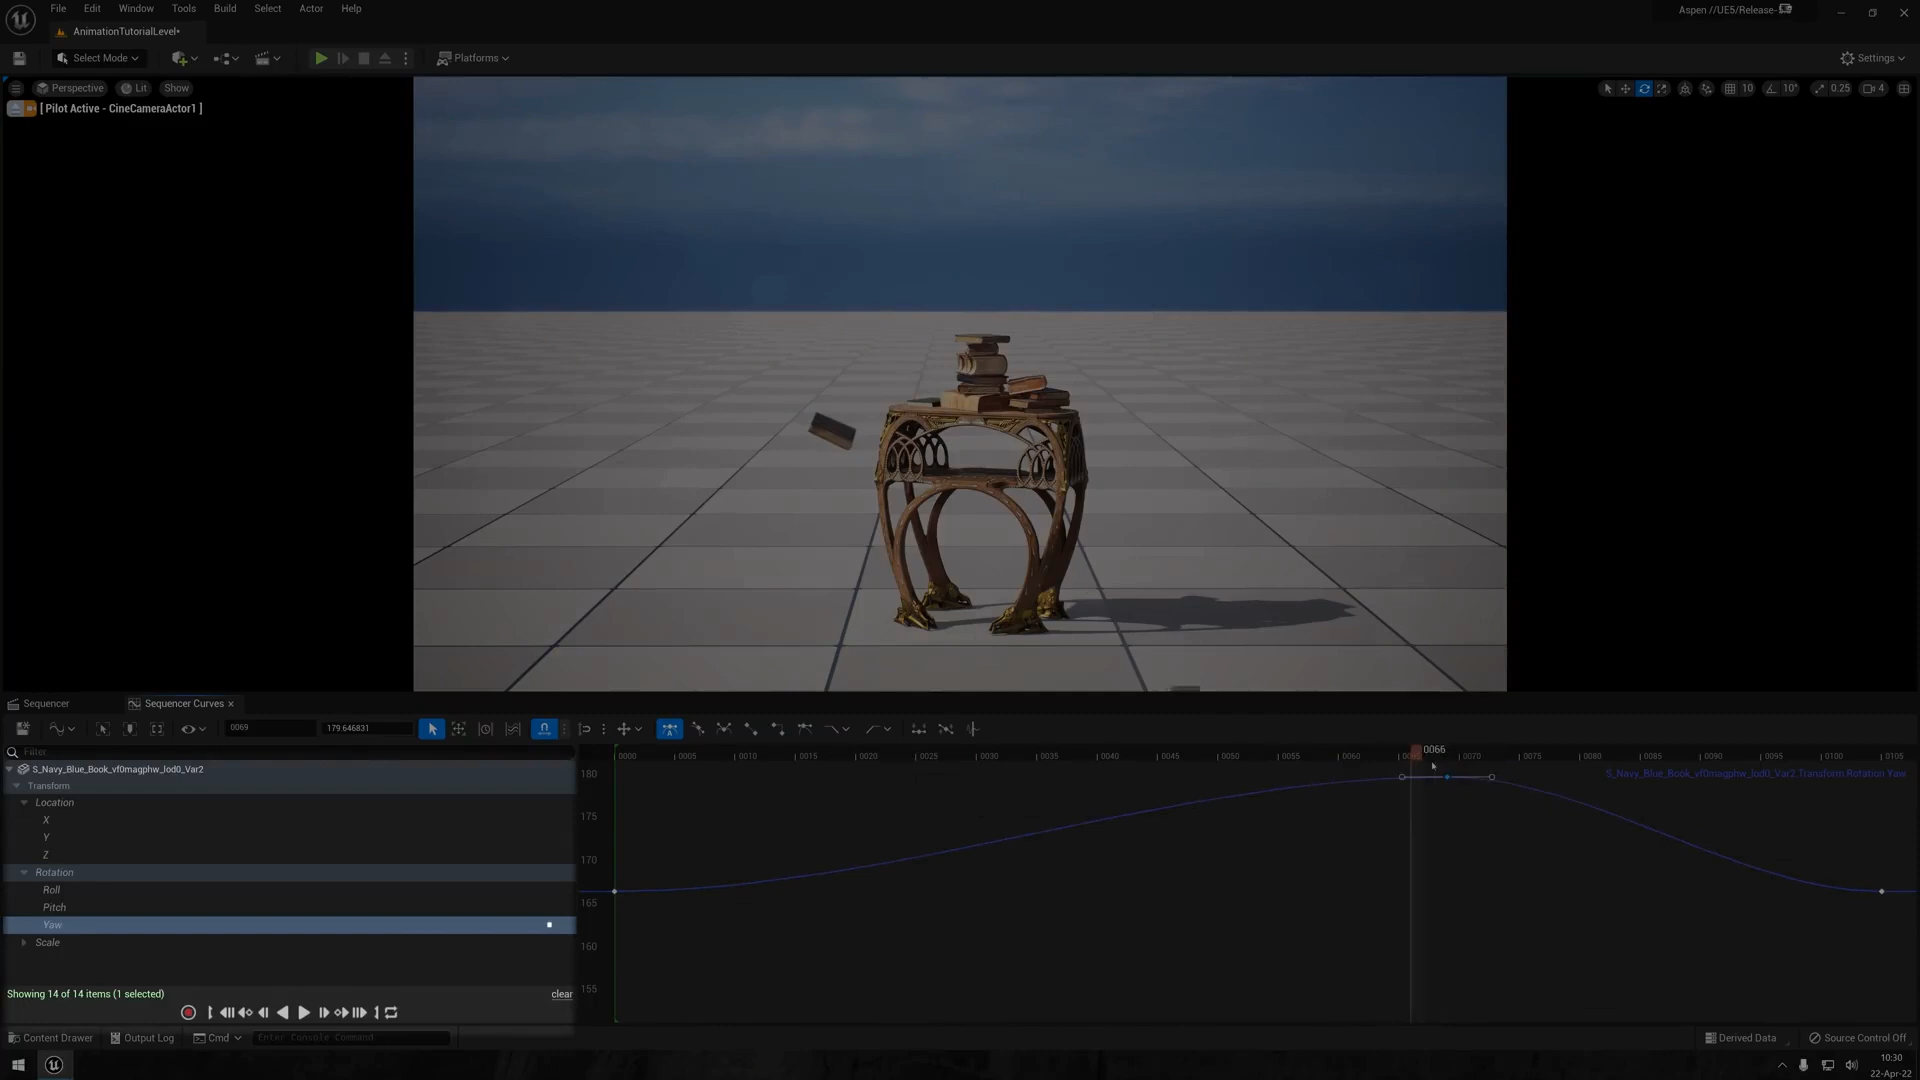 File Edit Window Tools Build Select Actor Help
Aspen //UE5/Release-
AnimationTutorialLevel*
Select Mode
Platforms
Settings
Perspective Lit Show
10 10° 0.25 4
[ Pilot Active - CineCameraActor1 ]
Sequencer Sequencer Curves
0069 179.646831
Filter
0000 0005 0010 0015 0020 0025 0030 0035 0040 0045 0050 0055 0060 0065 0066 0070 0075 0080 0085 0090 0095 0100 0105
S_Navy_Blue_Book_vf0magphw_lod0_Var2
180
S_Navy_Blue_Book_vf0magphw_lod0_Var2.Transform.Rotation.Yaw
Transform
Location
X
175
Y
Z
170
Rotation
Roll
165
Pitch
Yaw
Scale
160
155
Showing 14 of 14 items (1 selected)
clear
Content Drawer Output Log Cmd Enter Console Command
Derived Data Source Control Off
10:30
22-Apr-22